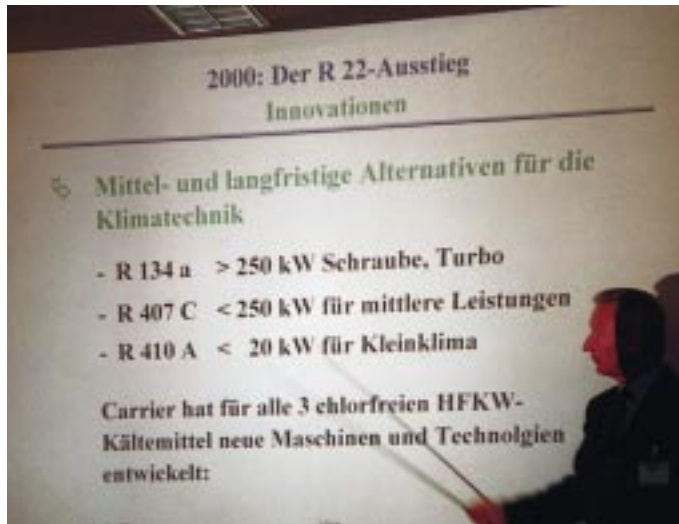 2000: Der R 22-Ausstieg
Innovationen
Mittel- und langfristige Alternativen für die
Klimatechnik
- R 134 a > 250 kW Schraube, Turbo
- R 407 C < 250 kW für mittlere Leistungen
- R 410 A < 20 kW für Kleinklima
Carrier hat für alle 3 chlorfreien HFKW-
Kältemittel neue Maschinen und Technolgien
entwickelt: